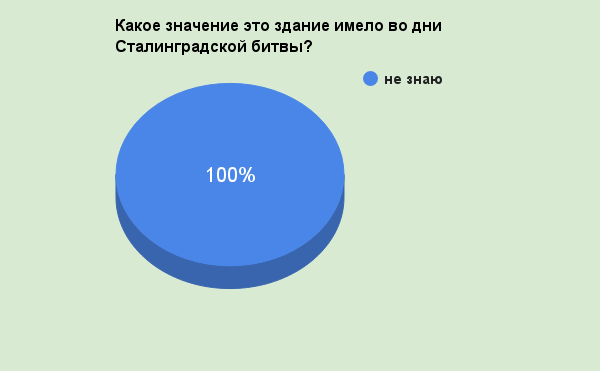 Какое значение это здание имело во дни
Сталинградской битвы?
не знаю
100%